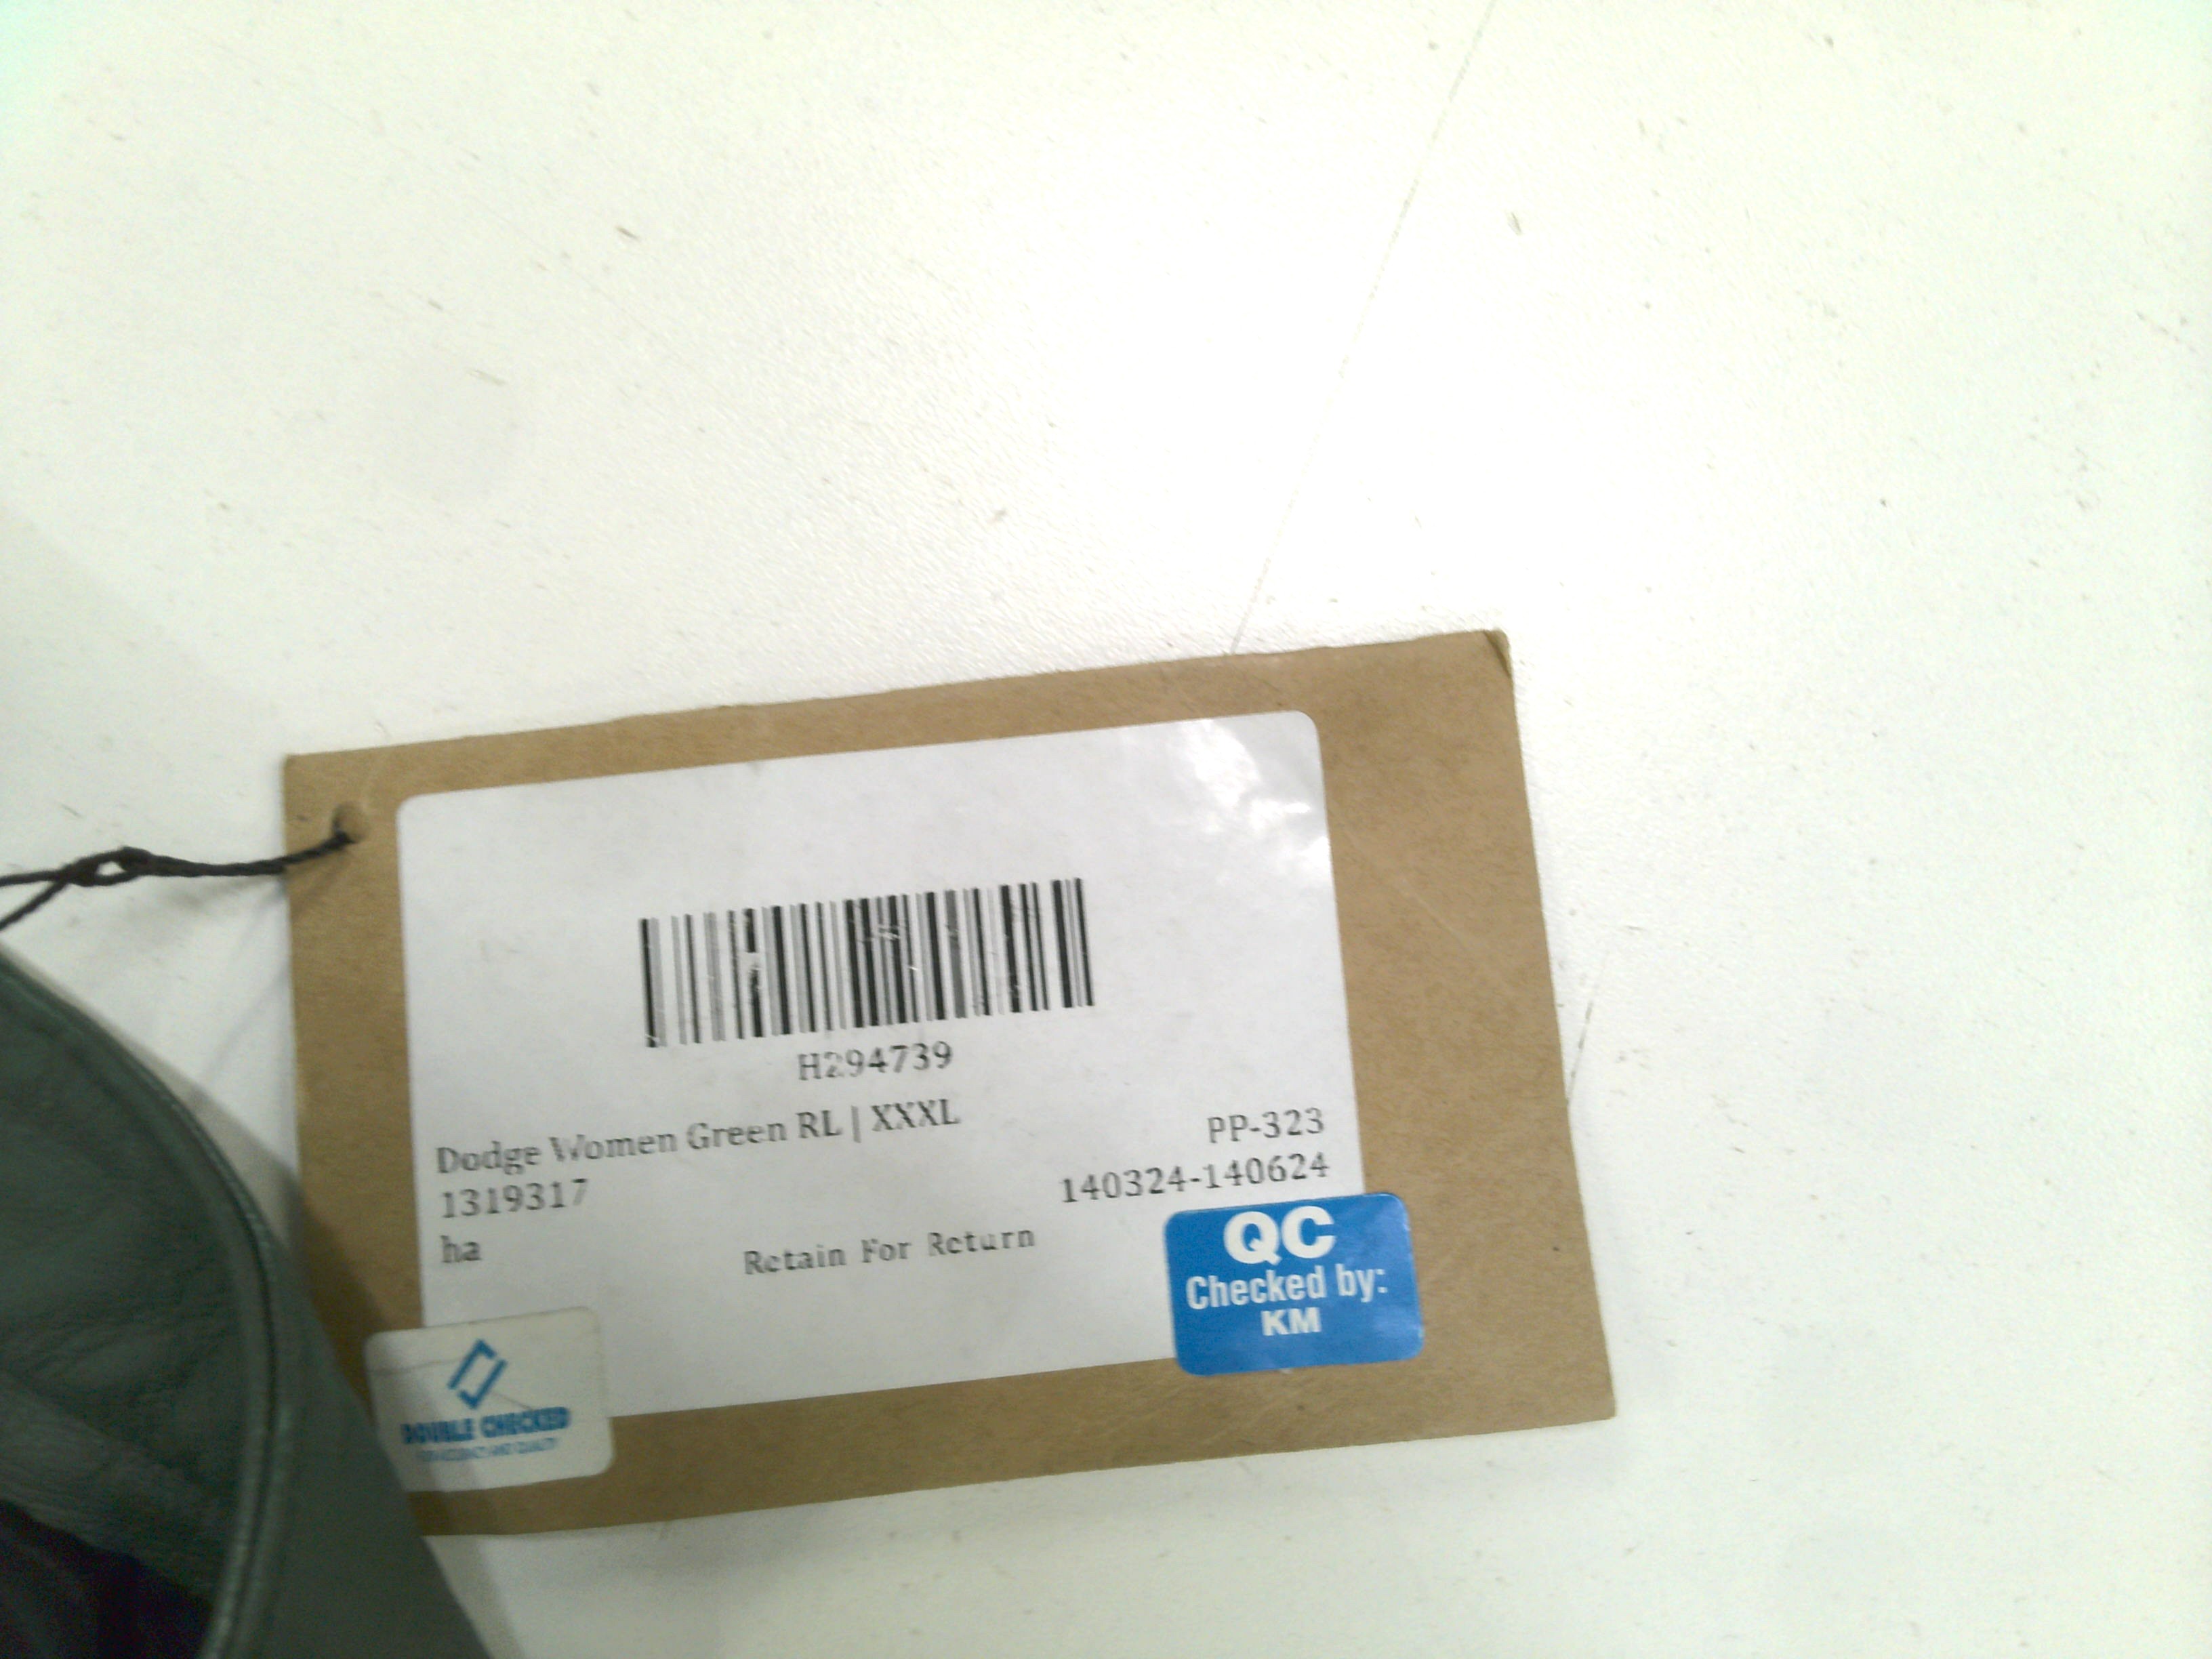 H294739
Dodge Women Green RL | XXXL
PP-323
1319317
140324-140624
ha
Retain For Return
QC
Checked by:
KM
DOUBLE CHECKED